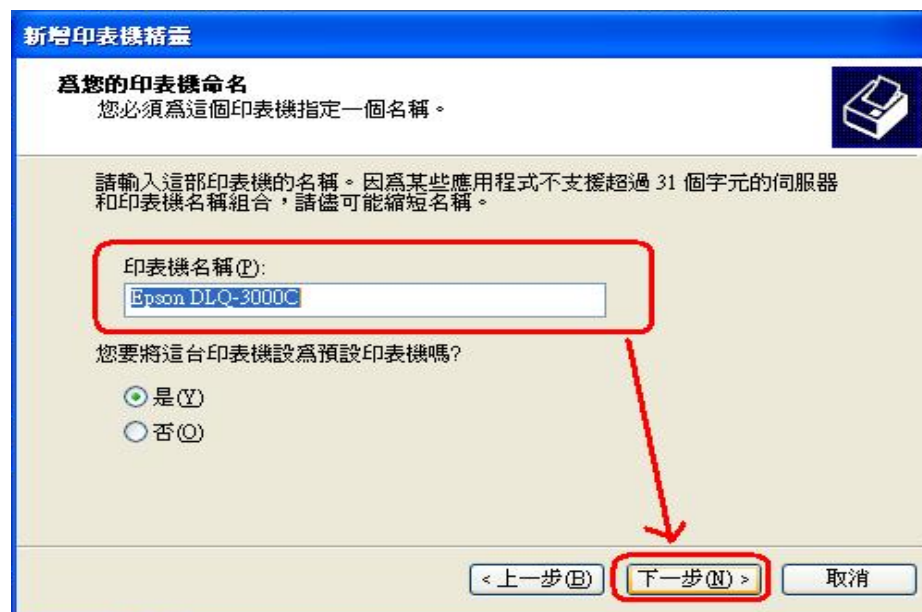 新增印表機精靈
為您的印表機命名
您必須為這個印表機指定一個名稱。
請輸入這部印表機的名稱。因為某些應用程式不支援超過 31 個字元的伺服器
和印表機名稱組合，請儘可能縮短名稱。
印表機名稱(P):
Epson DLQ-3000C
您要將這台印表機設為預設印表機嗎?
是(Y)
否(O)
< 上一步(B)
下一步(N) >
取消